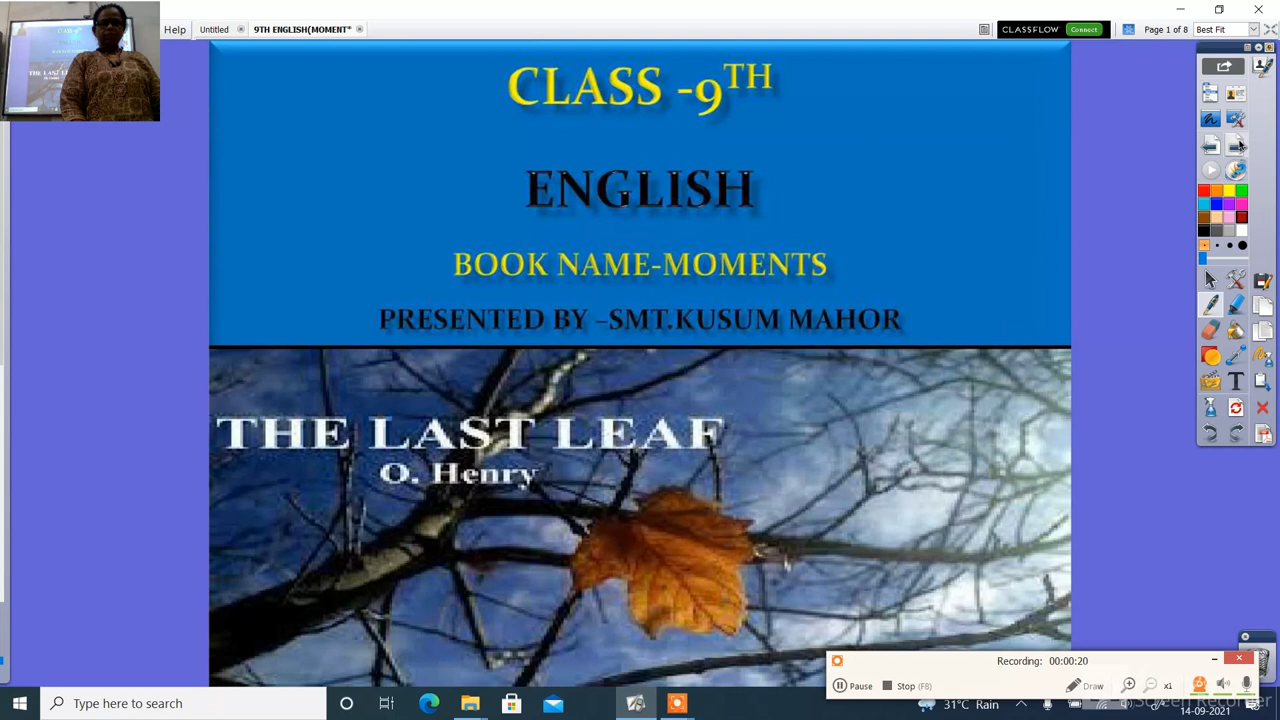 Help
Untitled
9TH ENGLISH(MOMENT*
CLASSFLOW
Connect
Page 1 of 8
Best Fit
CLASS -9TH
ENGLISH
BOOK NAME-MOMENTS
PRESENTED BY –SMT.KUSUM MAHOR
THE LAST LEAF
O. Henry
Recording: 00:00:20
Pause
Stop (F8)
Draw
x1
Type here to search
31°C Rain
14-09-2021